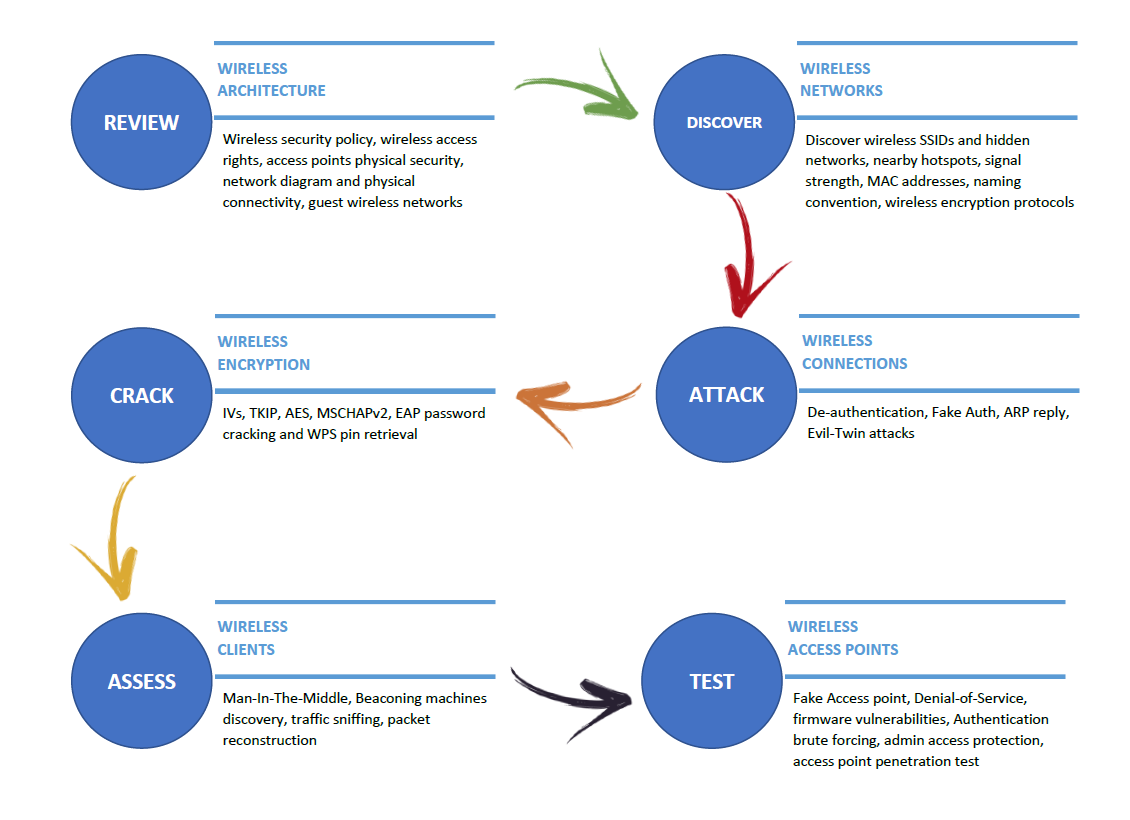 REVIEW
WIRELESS
ARCHITECTURE
Wireless security policy, wireless access
rights, access points physical security,
network diagram and physical
connectivity, guest wireless networks
DISCOVER
WIRELESS
NETWORKS
Discover wireless SSIDs and hidden
networks, nearby hotspots, signal
strength, MAC addresses, naming
convention, wireless encryption protocols
ATTACK
WIRELESS
CONNECTIONS
De-authentication, Fake Auth, ARP reply,
Evil-Twin attacks
CRACK
WIRELESS
ENCRYPTION
IVs, TKIP, AES, MSCHAPv2, EAP password
cracking and WPS pin retrieval
ASSESS
WIRELESS
CLIENTS
Man-In-The-Middle, Beaconing machines
discovery, traffic sniffing, packet
reconstruction
TEST
WIRELESS
ACCESS POINTS
Fake Access point, Denial-of-Service,
firmware vulnerabilities, Authentication
brute forcing, admin access protection,
access point penetration test